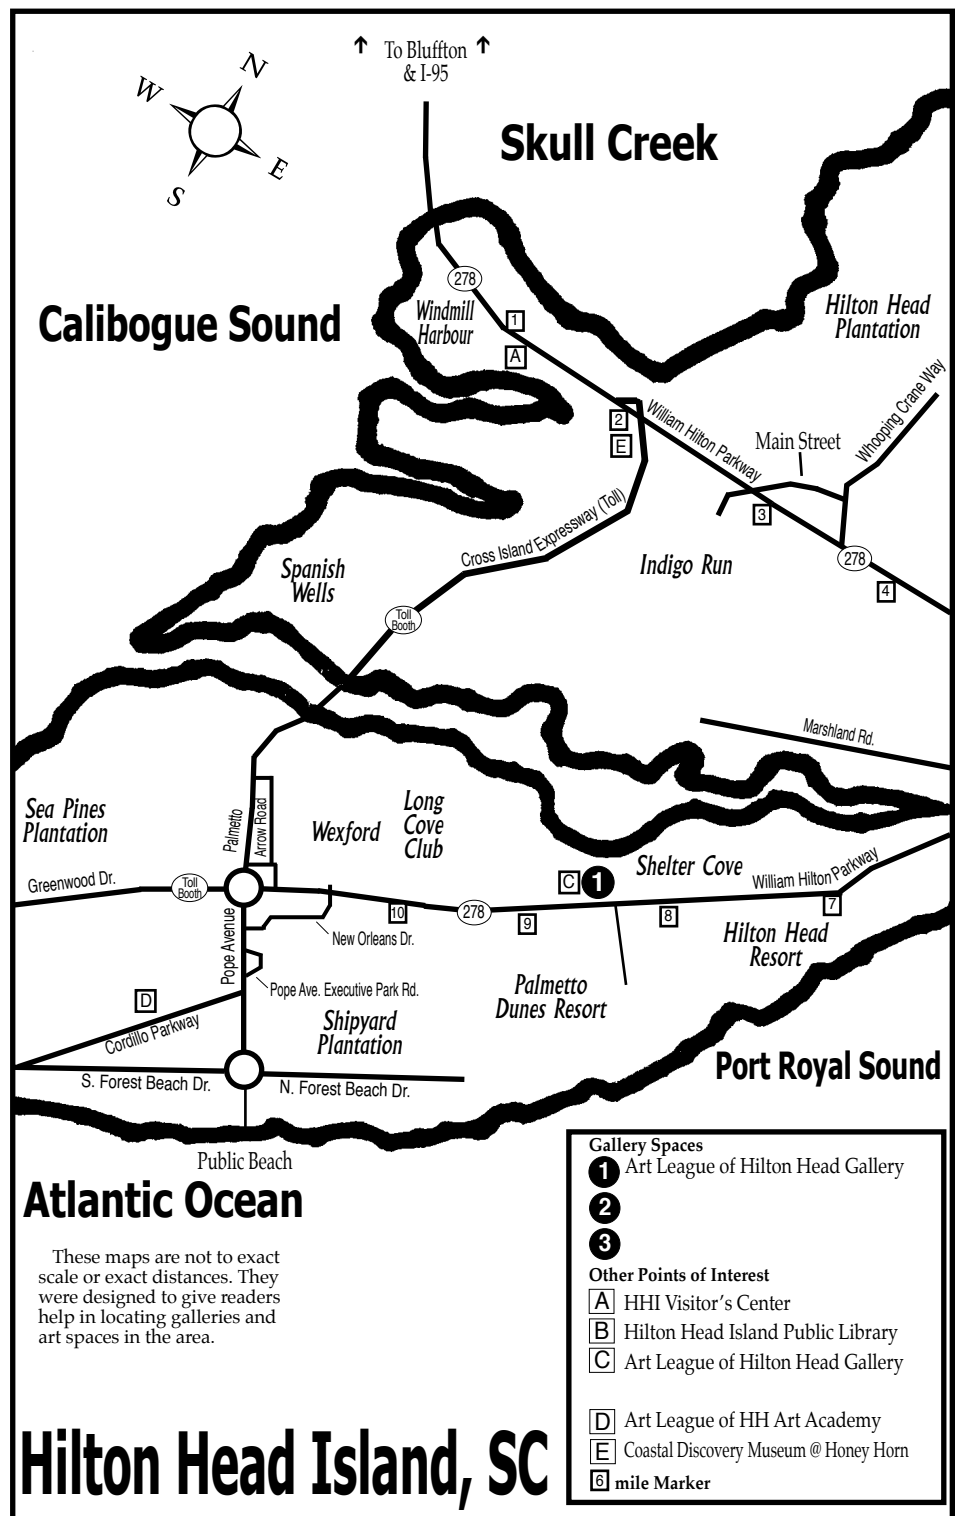 To Bluffton
& I-95
N
W
E
S
Skull Creek
278
Windmill
Harbour
Calibogue Sound
Hilton Head
Plantation
1
A
2
E
William Hilton Parkway
Main Street
Whooping Crane Way
3
Cross Island Expressway (Toll)
Indigo Run
278
4
Spanish
Wells
Toll
Booth
Marshland Rd.
Sea Pines
Plantation
Palmetto
Arrow Road
Wexford
Long
Cove
Club
Shelter Cove
C
1
William Hilton Parkway
Greenwood Dr.
Toll
Booth
10
278
9
8
7
New Orleans Dr.
Pope Avenue
Hilton Head
Resort
Pope Ave. Executive Park Rd.
Palmetto
Dunes Resort
D
Cordillo Parkway
Shipyard
Plantation
S. Forest Beach Dr.
N. Forest Beach Dr.
Port Royal Sound
Public Beach
Atlantic Ocean
These maps are not to exact
scale or exact distances. They
were designed to give readers
help in locating galleries and
art spaces in the area.
Hilton Head Island, SC
Gallery Spaces
1 Art League of Hilton Head Gallery
2
3
Other Points of Interest
A HHI Visitor's Center
B Hilton Head Island Public Library
C Art League of Hilton Head Gallery
D Art League of HH Art Academy
E Coastal Discovery Museum @ Honey Horn
6 mile Marker